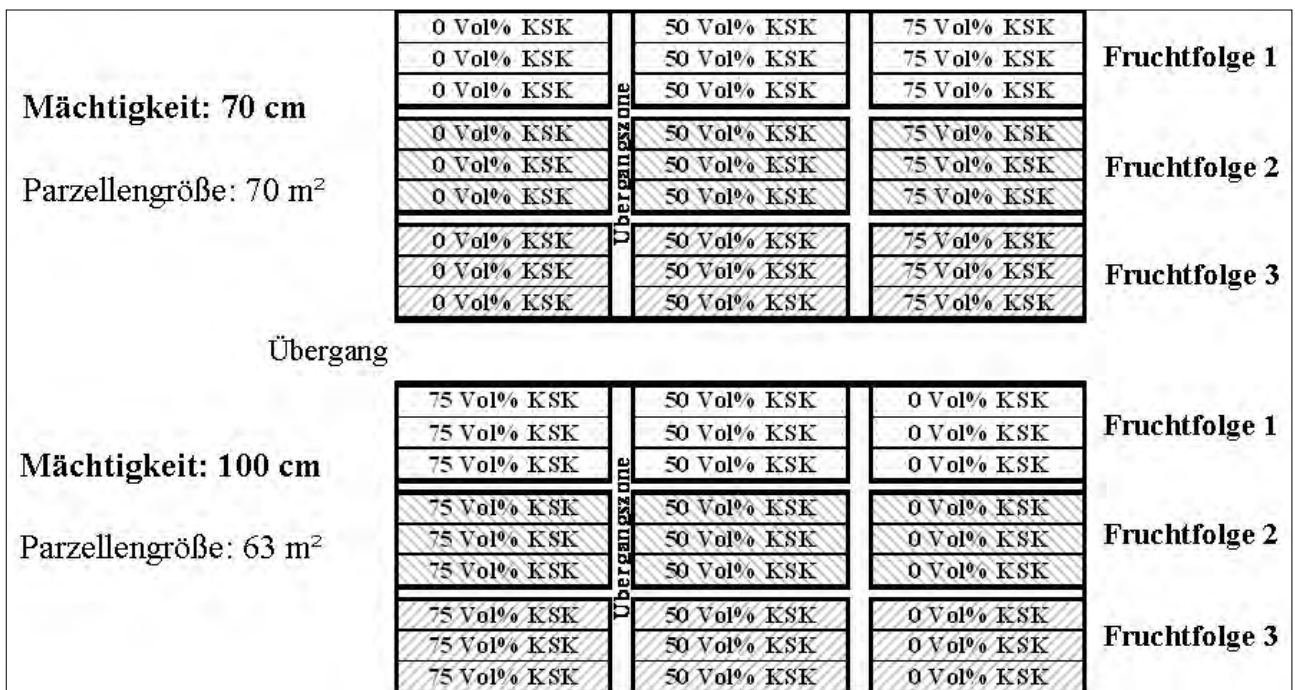 0 Vol% KSK 50 Vol% KSK 75 Vol% KSK
0 Vol% KSK 50 Vol% KSK 75 Vol% KSK Fruchtfolge 1
0 Vol% KSK 50 Vol% KSK 75 Vol% KSK
Mächtigkeit: 70 cm
0 Vol% KSK 50 Vol% KSK 75 Vol% KSK
0 Vol% KSK 50 Vol% KSK 75 Vol% KSK Fruchtfolge 2
Parzellengröße: 70 m²
0 Vol% KSK 50 Vol% KSK 75 Vol% KSK
Übergangszone
0 Vol% KSK 50 Vol% KSK 75 Vol% KSK
0 Vol% KSK 50 Vol% KSK 75 Vol% KSK Fruchtfolge 3
0 Vol% KSK 50 Vol% KSK 75 Vol% KSK
Übergang
75 Vol% KSK 50 Vol% KSK 0 Vol% KSK
75 Vol% KSK 50 Vol% KSK 0 Vol% KSK Fruchtfolge 1
75 Vol% KSK 50 Vol% KSK 0 Vol% KSK
Mächtigkeit: 100 cm
75 Vol% KSK 50 Vol% KSK 0 Vol% KSK
75 Vol% KSK 50 Vol% KSK 0 Vol% KSK Fruchtfolge 2
Parzellengröße: 63 m²
75 Vol% KSK 50 Vol% KSK 0 Vol% KSK
Übergangszone
75 Vol% KSK 50 Vol% KSK 0 Vol% KSK
75 Vol% KSK 50 Vol% KSK 0 Vol% KSK Fruchtfolge 3
75 Vol% KSK 50 Vol% KSK 0 Vol% KSK